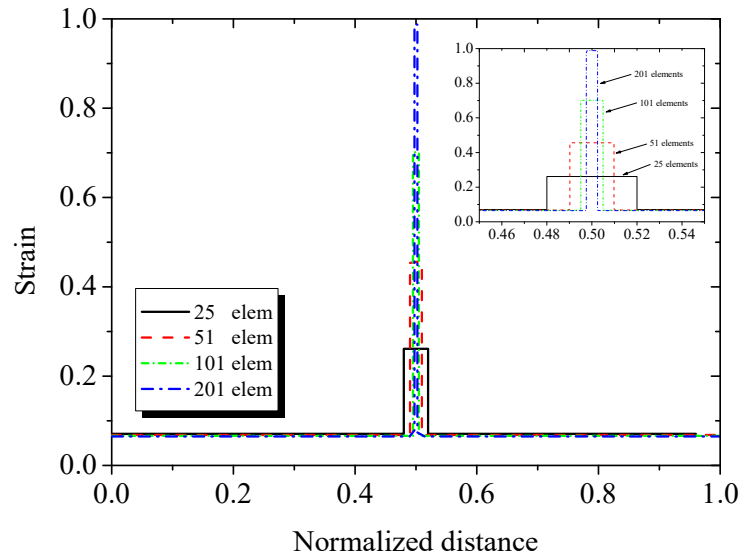 1.0
0.8
0.6
0.4
0.2
0.0
Strain
0.0 0.2 0.4 0.6 0.8 1.0
Normalized distance
25 elem
51 elem
101 elem
201 elem
1.0
0.8
0.6
0.4
0.2
0.0
0.46 0.48 0.50 0.52 0.54
201 elements
101 elements
51 elements
25 elements